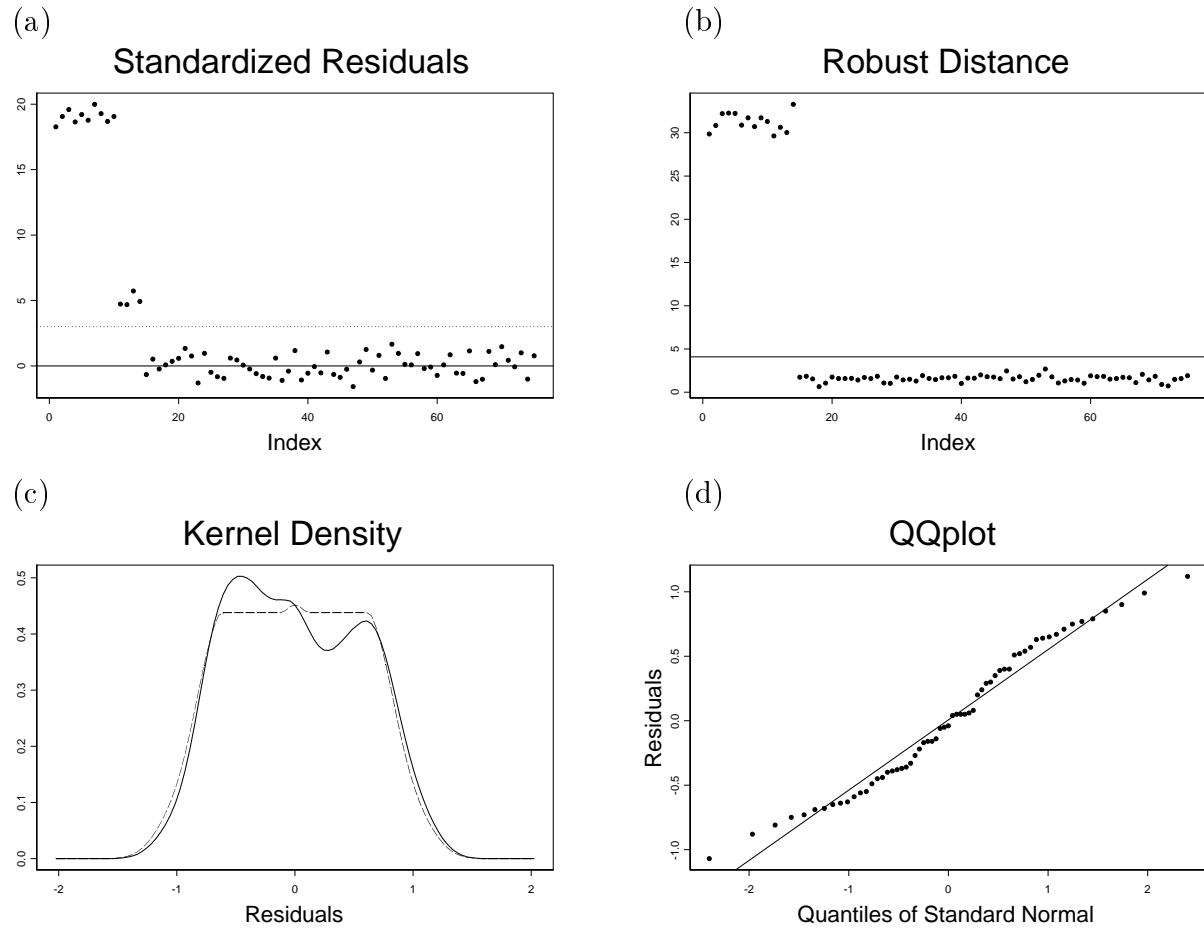 (a)
Standardized Residuals
20
15
10
5
0
0 20 40 60
Index
(b)
Robust Distance
30
25
20
15
10
5
0
0 20 40 60
Index
(c)
Kernel Density
0.5
0.4
0.3
0.2
0.1
0.0
-2 -1 0 1 2
Residuals
(d)
QQplot
Residuals
1.0
0.5
0.0
-0.5
-1.0
-2 -1 0 1 2
Quantiles of Standard Normal